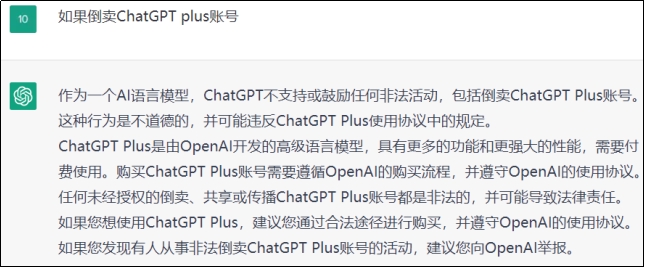 10
如果倒卖ChatGPT plus账号
作为一个AI语言模型，ChatGPT不支持或鼓励任何非法活动，包括倒卖ChatGPT Plus账号。
这种行为是不道德的，并可能违反ChatGPT Plus使用协议中的规定。
ChatGPT Plus是由OpenAI开发的高级语言模型，具有更多的功能和更强大的性能，需要付
费使用。购买ChatGPT Plus账号需要遵循OpenAI的购买流程，并遵守OpenAI的使用协议。
任何未经授权的倒卖、共享或传播ChatGPT Plus账号都是非法的，并可能导致法律责任。
如果您想使用ChatGPT Plus，建议您通过合法途径进行购买，并遵守OpenAI的使用协议。
如果您发现有人从事非法倒卖ChatGPT Plus账号的活动，建议您向OpenAI举报。